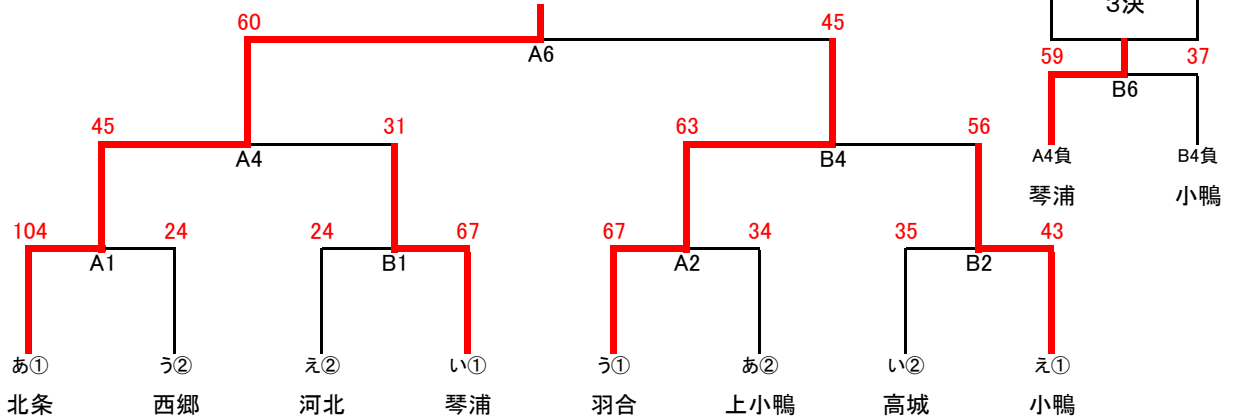 3決
60 45
A6
59 37
B6
45 31 63 56
A4 B4
A4負 B4負
琴浦 小鴨
104 24 24 67 67 34 35 43
A1 B1 A2 B2
あ① う② え② い① う① あ② い② え①
北条 西郷 河北 琴浦 羽合 上小鴨 高城 小鴨